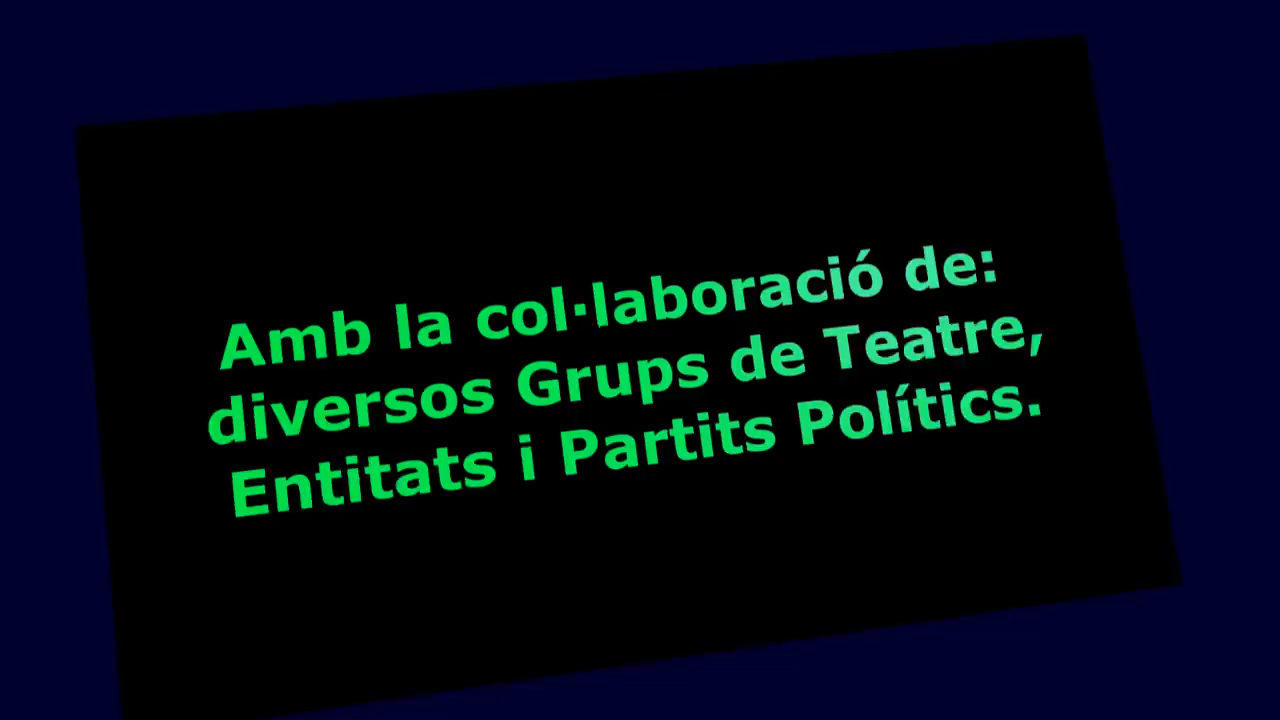 Amb la col·laboració de:
diversos Grups de Teatre,
Entitats i Partits Polítics.